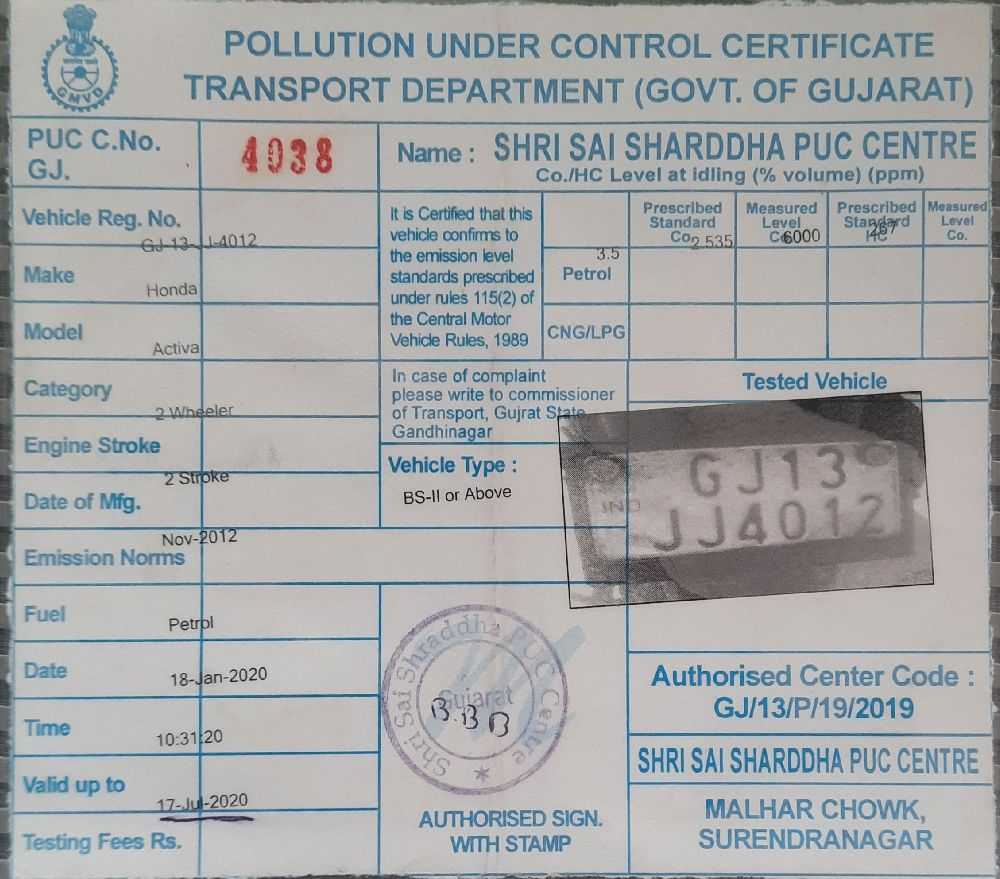 GMVD
POLLUTION UNDER CONTROL CERTIFICATE
TRANSPORT DEPARTMENT (GOVT. OF GUJARAT)
PUC C.No.
GJ.
4038
Name : SHRI SAI SHARDDHA PUC CENTRE
Co./HC Level at idling (% volume) (ppm)
Vehicle Reg. No.
GJ-13-JJ-4012
Make
Honda
Model
Activa
Category
2 Wheeler
Engine Stroke
2 Stroke
Date of Mfg.
Nov-2012
Emission Norms
Fuel
Petrol
Date
18-Jan-2020
Time
10:31:20
Valid up to
17-Jul-2020
Testing Fees Rs.
It is Certified that this
vehicle confirms to
the emission level
standards prescribed
under rules 115(2) of
the Central Motor
Vehicle Rules, 1989
Prescribed
Standard
Co.
Measured
Level
Co.
Prescribed
Standard
HC
Measured
Level
Co.
3.5
2.535
6000
267
Petrol
CNG/LPG
In case of complaint
please write to commissioner
of Transport, Gujrat State
Gandhinagar
Vehicle Type :
BS-II or Above
Tested Vehicle
IND
GJ13
JJ4012
Shri Sai Shraddha PUC Centre
Gujarat
B.B B
AUTHORISED SIGN.
WITH STAMP
Authorised Center Code :
GJ/13/P/19/2019
SHRI SAI SHARDDHA PUC CENTRE
MALHAR CHOWK,
SURENDRANAGAR